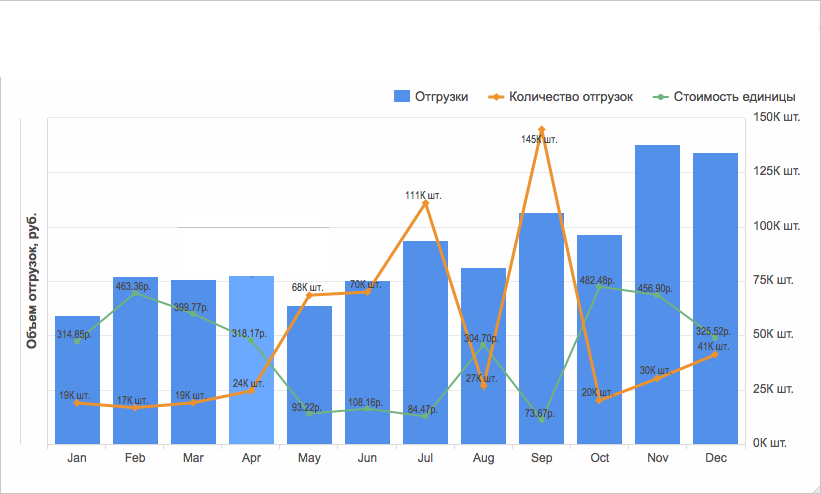 Отгрузки Количество отгрузок Стоимость единицы
Объем отгрузок, руб.
150K шт.
125K шт.
100K шт.
75K шт.
50K шт.
25K шт.
0K шт.
314.85р. 463.36р. 399.77р. 318.17р. 93.22р. 108.16р. 84.47р. 304.70р. 73.67р. 482.48р. 456.90р. 325.52р.
19K шт. 17K шт. 19K шт. 24K шт. 68K шт. 70K шт. 111K шт. 27K шт. 145K шт. 20K шт. 30K шт. 41K шт.
Jan Feb Mar Apr May Jun Jul Aug Sep Oct Nov Dec